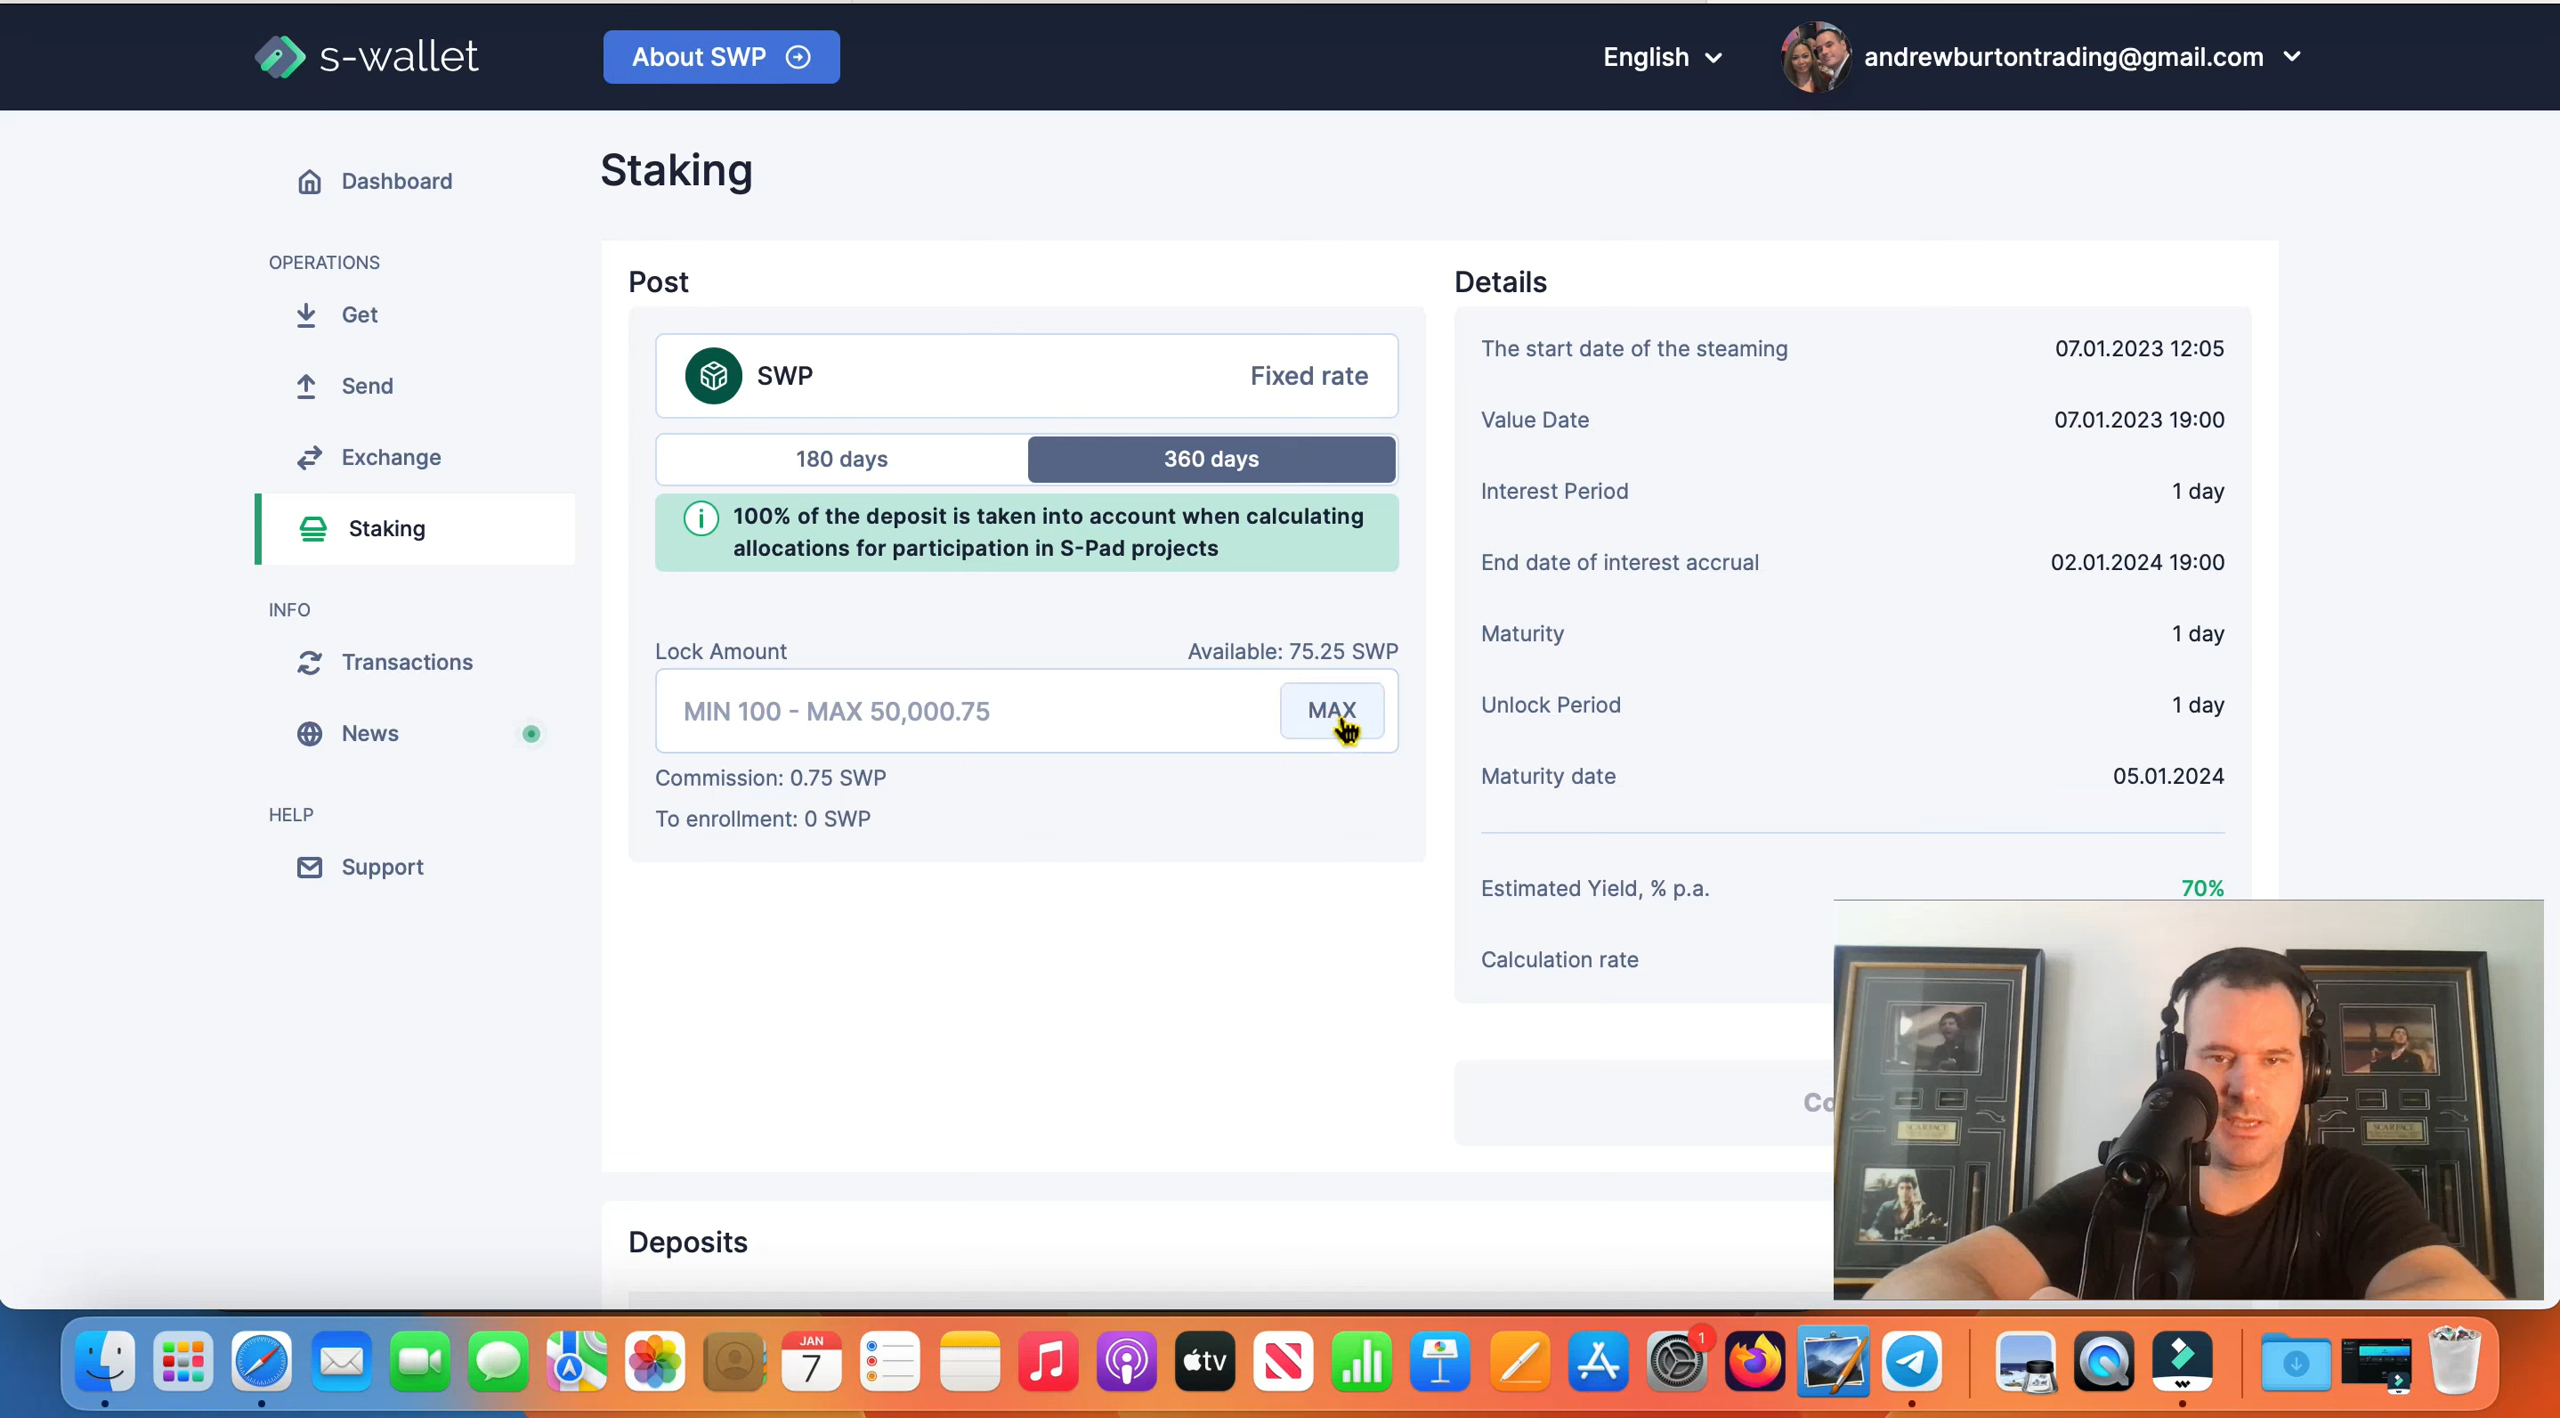 s-wallet
About SWP
English
andrewburtontrading@gmail.com
Dashboard
OPERATIONS
Get
Send
Exchange
Staking
INFO
Transactions
News
HELP
Support
Staking
Post
SWP
Fixed rate
180 days
360 days
100% of the deposit is taken into account when calculating
allocations for participation in S-Pad projects
Lock Amount
Available: 75.25 SWP
MIN 100 - MAX 50,000.75
MAX
Commission: 0.75 SWP
To enrollment: 0 SWP
Details
The start date of the steaming
07.01.2023 12:05
Value Date
07.01.2023 19:00
Interest Period
1 day
End date of interest accrual
02.01.2024 19:00
Maturity
1 day
Unlock Period
1 day
Maturity date
05.01.2024
Estimated Yield, % p.a.
70%
Calculation rate
Co
SCARFACE
SCARFACE
Deposits
JAN
7
tv
1